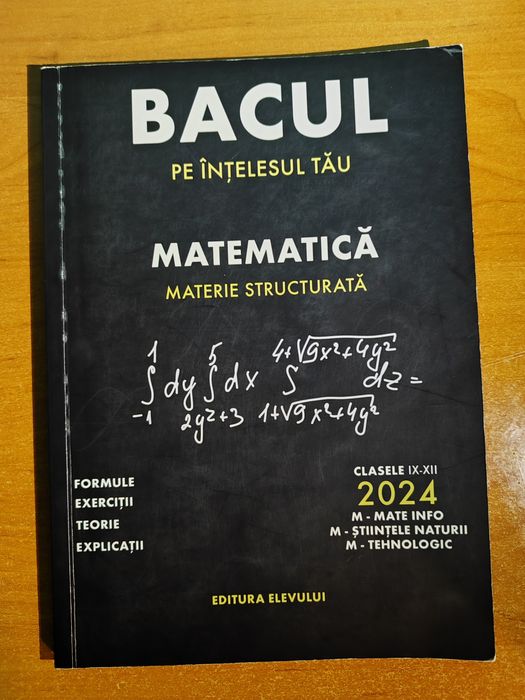 BACUL
PE ÎNȚELESUL TĂU
MATEMATICĂ
MATERIE STRUCTURATĂ
1 5 4+√9x²+4y²
∫ dy ∫ dx ∫ dz =
-1 2y²+3 1+√9x²+4y²
FORMULE
EXERCIȚII
TEORIE
EXPLICAȚII
CLASELE IX-XII
2024
M - MATE INFO
M - ȘTIINȚELE NATURII
M - TEHNOLOGIC
EDITURA ELEVULUI